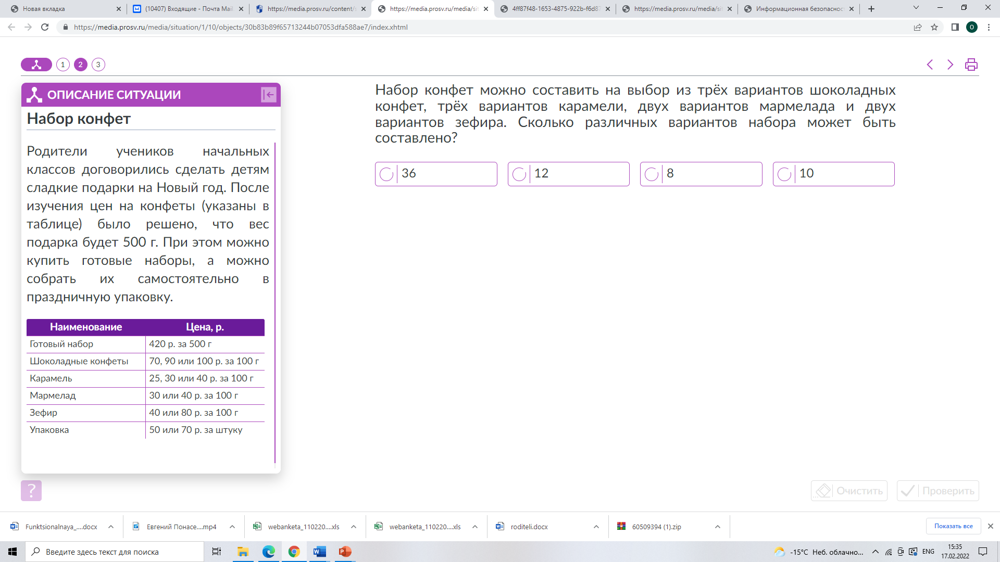 Новая вкладка
(10407) Входящие - Почта Mail
https://media.prosv.ru/content/s
https://media.prosv.ru/media/sit
4ff87f48-1653-4875-922b-f6d87
https://media.prosv.ru/media/sit
Информационная безопасност
https://media.prosv.ru/media/situation/1/10/objects/30b83b89f65713244b07053dfa588ae7/index.xhtml
O
1 2 3
ОПИСАНИЕ СИТУАЦИИ
Набор конфет
Родители учеников начальных
классов договорились сделать детям
сладкие подарки на Новый год. После
изучения цен на конфеты (указаны в
таблице) было решено, что вес
подарка будет 500 г. При этом можно
купить готовые наборы, а можно
собрать их самостоятельно в
праздничную упаковку.
Наименование Цена, р.
Готовый набор 420 р. за 500 г
Шоколадные конфеты 70, 90 или 100 р. за 100 г
Карамель 25, 30 или 40 р. за 100 г
Мармелад 30 или 40 р. за 100 г
Зефир 40 или 80 р. за 100 г
Упаковка 50 или 70 р. за штуку
Набор конфет можно составить на выбор из трёх вариантов шоколадных
конфет, трёх вариантов карамели, двух вариантов мармелада и двух
вариантов зефира. Сколько различных вариантов набора может быть
составлено?
36 12 8 10
?
Очистить Проверить
Funktsionalnaya_....docx
Евгений Понасе....mp4
webanketa_110220....xls
webanketa_110220....xls
roditeli.docx
60509394 (1).zip
Показать все
Введите здесь текст для поиска
-15°C Неб. облачно...
ENG
15:35
17.02.2022